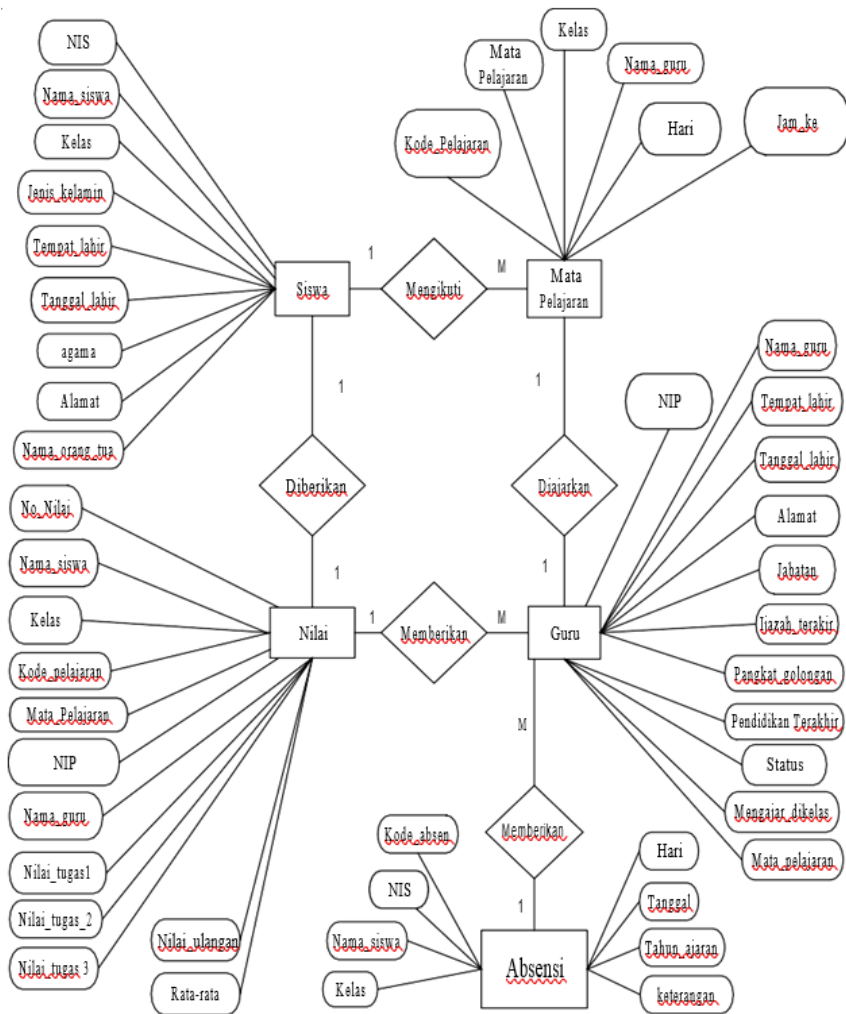 NIS
Nama_siswa
Kelas
Jenis_kelamin
Tempat_lahir
Tanggal_lahir
agama
Alamat
Nama_orang_tua
Kode_Pelajaran
Mata
Pelajaran
Kelas
Nama_guru
Hari
Jam_ke
Siswa
1
Mengikuti
M
Mata
Pelajaran
1
Diberikan
1
1
Diajarkan
1
NIP
Nama_guru
Tempat_lahir
Tanggal_lahir
Alamat
Jabatan
Ijazah_terakir
Pangkat_golongan
Pendidikan Terakhir
Status
Mengajar_dikelas
Mata_pelajaran
No_Nilai
Nama_siswa
Kelas
Kode_pelajaran
Mata_Pelajaran
NIP
Nama_guru
Nilai_tugas1
Nilai_tugas_2
Nilai_tugas 3
Nilai_ulangan
Rata-rata
Nilai
1
Memberikan
M
Guru
M
Memberikan
1
Kode_absen
NIS
Nama_siswa
Kelas
Absensi
Hari
Tanggal
Tahun_ajaran
keterangan